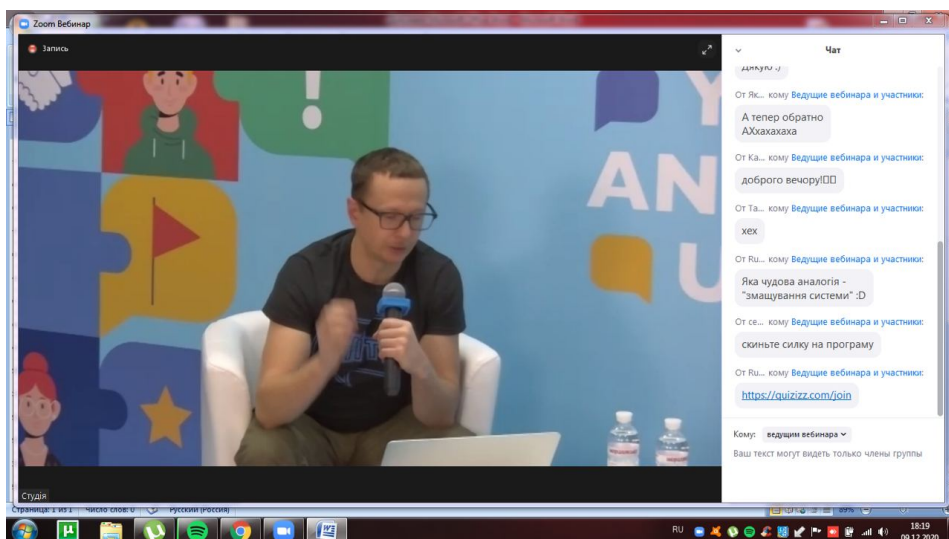 Zoom Вебинар
Запись
Y
AN
U
Студія
Чат
Дякую :)
От Як... кому Ведущие вебинара и участники:
А тепер обратно
АХхахахаха
От Ка... кому Ведущие вебинара и участники:
доброго вечору!
От Та... кому Ведущие вебинара и участники:
хех
От Ru... кому Ведущие вебинара и участники:
Яка чудова аналогія -
"змащування системи" :D
От се... кому Ведущие вебинара и участники:
скиньте силку на програму
От Ru... кому Ведущие вебинара и участники:
https://quizizz.com/join
Кому: ведущим вебинара
Ваш текст могут видеть только члены группы
Страница: 1 из 1 Число слов: 0 Русский (Россия) 89%
RU 18:19
09.12.2020